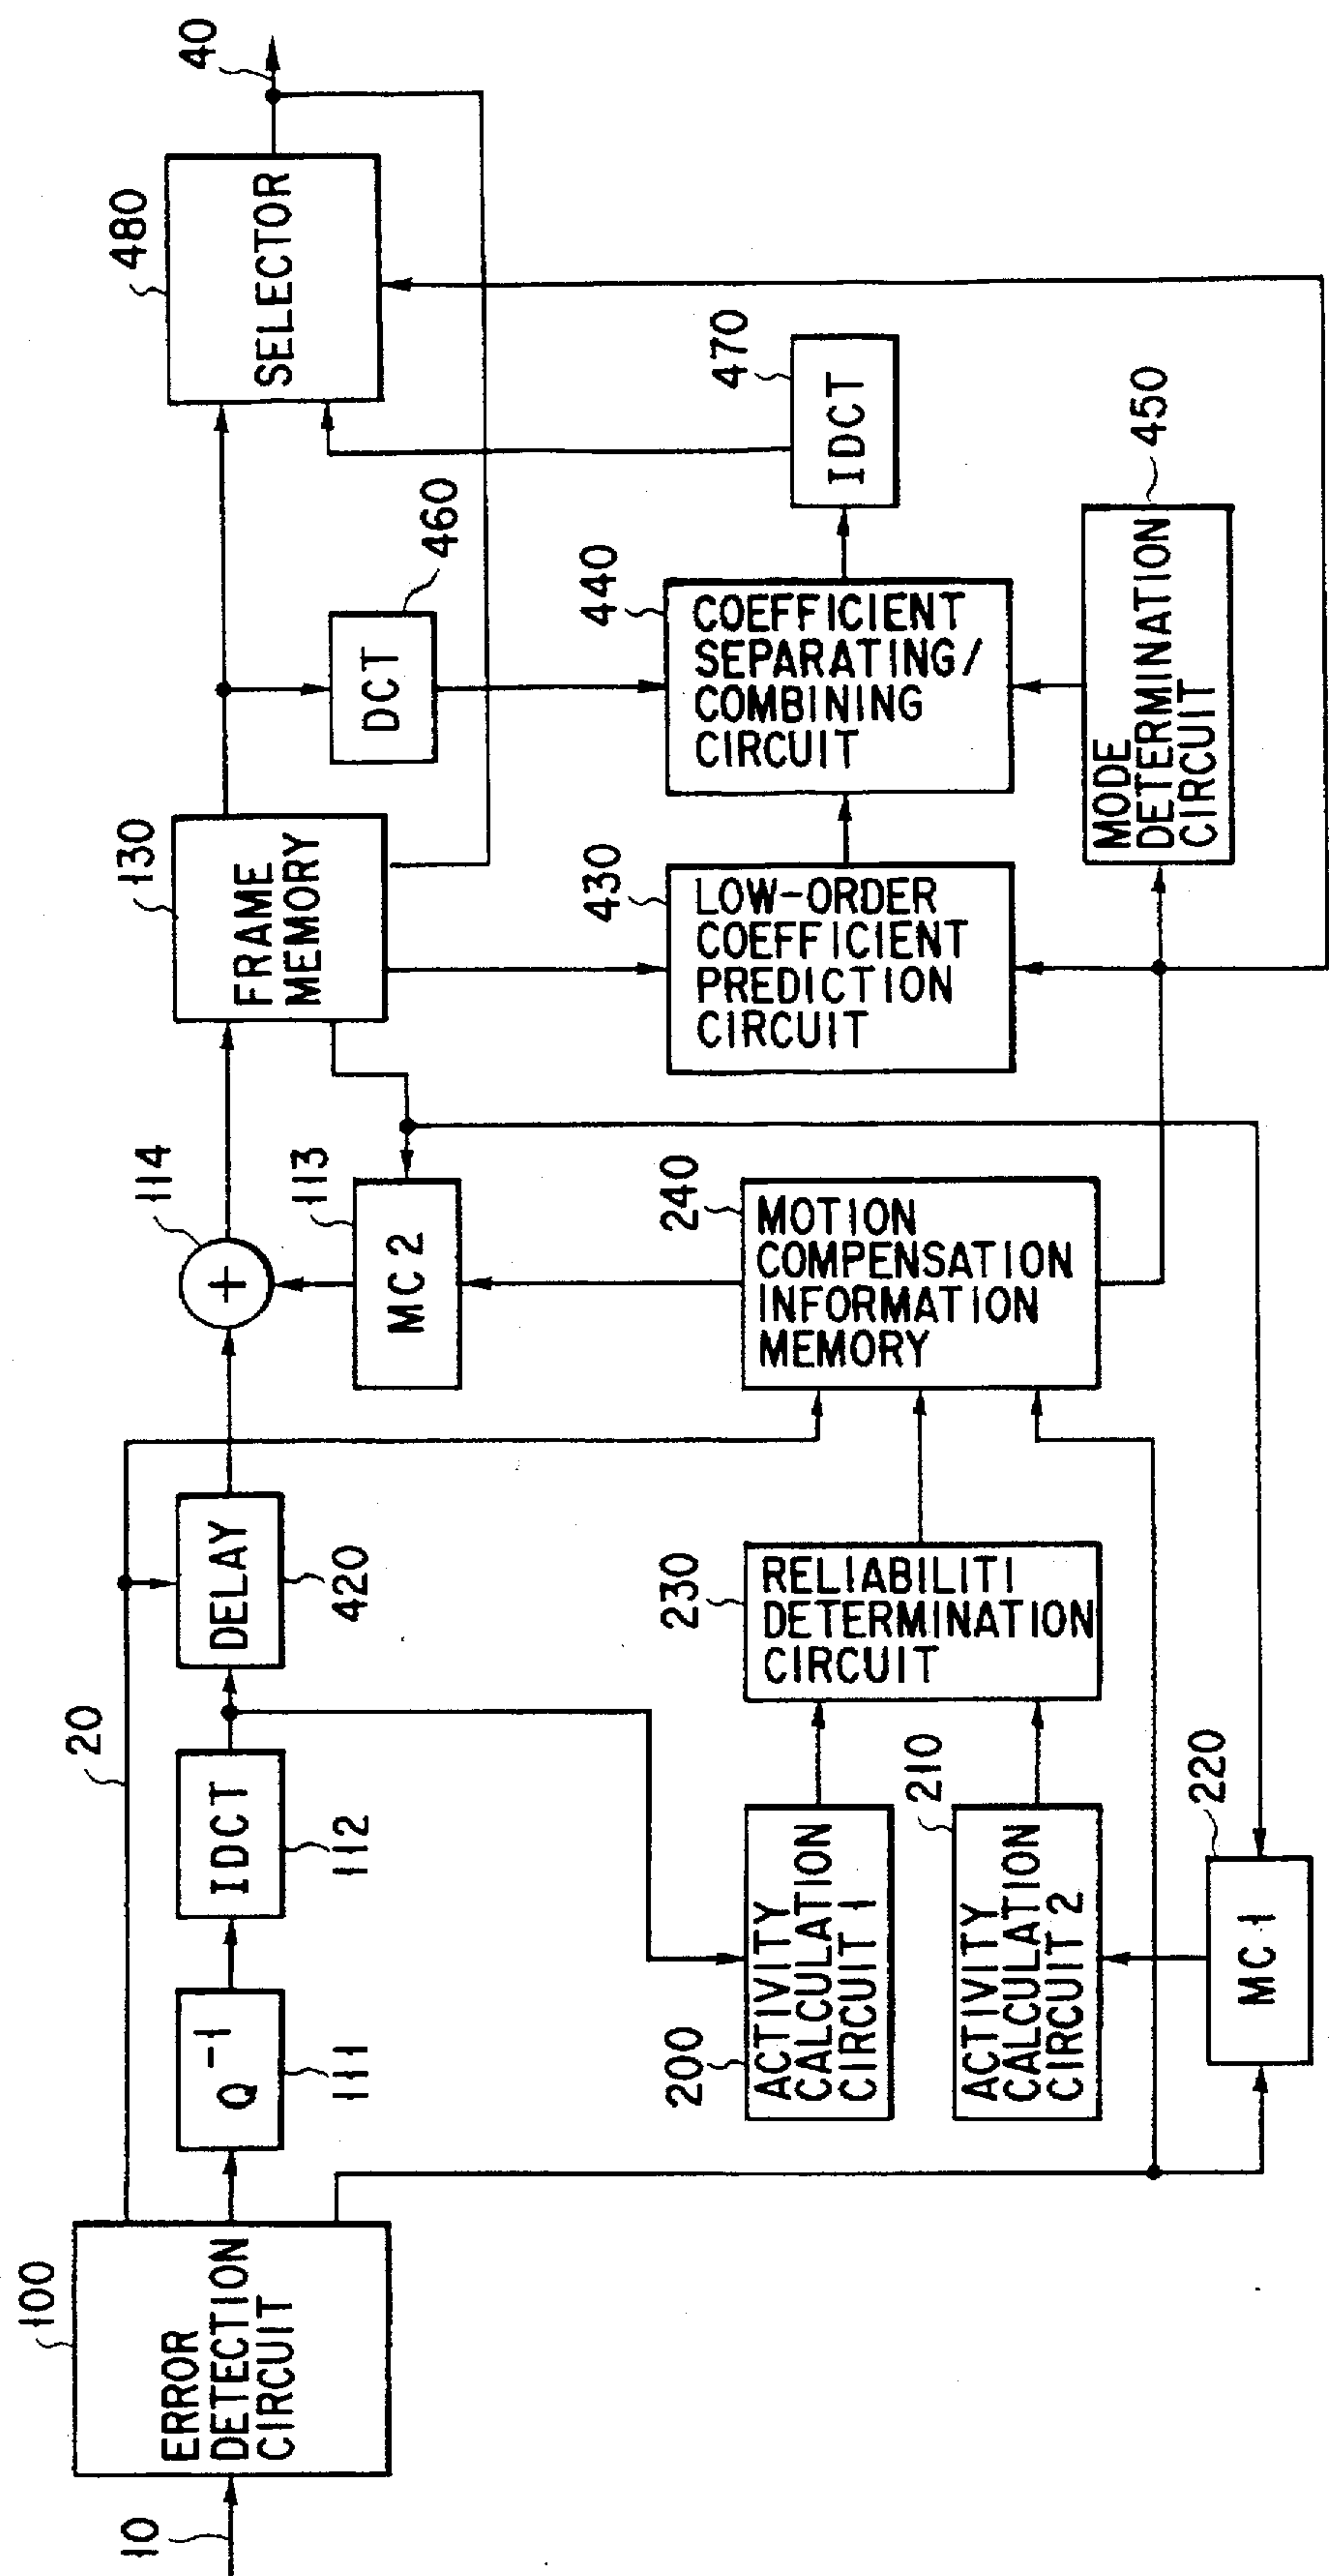 10
100
ERROR
DETECTION
CIRCUIT
20
Q⁻¹
111
IDCT
112
DELAY
420
114
+
MC2
113
130
FRAME
MEMORY
DCT
460
480
SELECTOR
40
200
ACTIVITY
CALCULATION
CIRCUIT 1
210
ACTIVITY
CALCULATION
CIRCUIT 2
220
MC1
230
RELIABILITI
DETERMINATION
CIRCUIT
240
MOTION
COMPENSATION
INFORMATION
MEMORY
430
LOW-ORDER
COEFFICIENT
PREDICTION
CIRCUIT
440
COEFFICIENT
SEPARATING/
COMBINING
CIRCUIT
450
MODE
DETERMINATION
CIRCUIT
470
IDCT